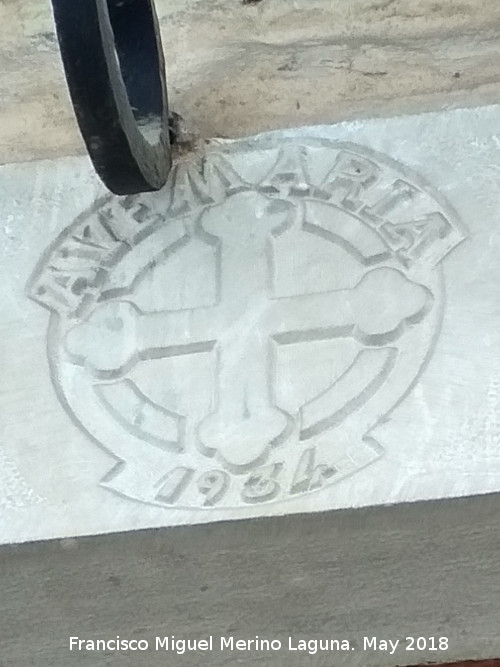 AVE MARIA
1934
Francisco Miguel Merino Laguna. May 2018